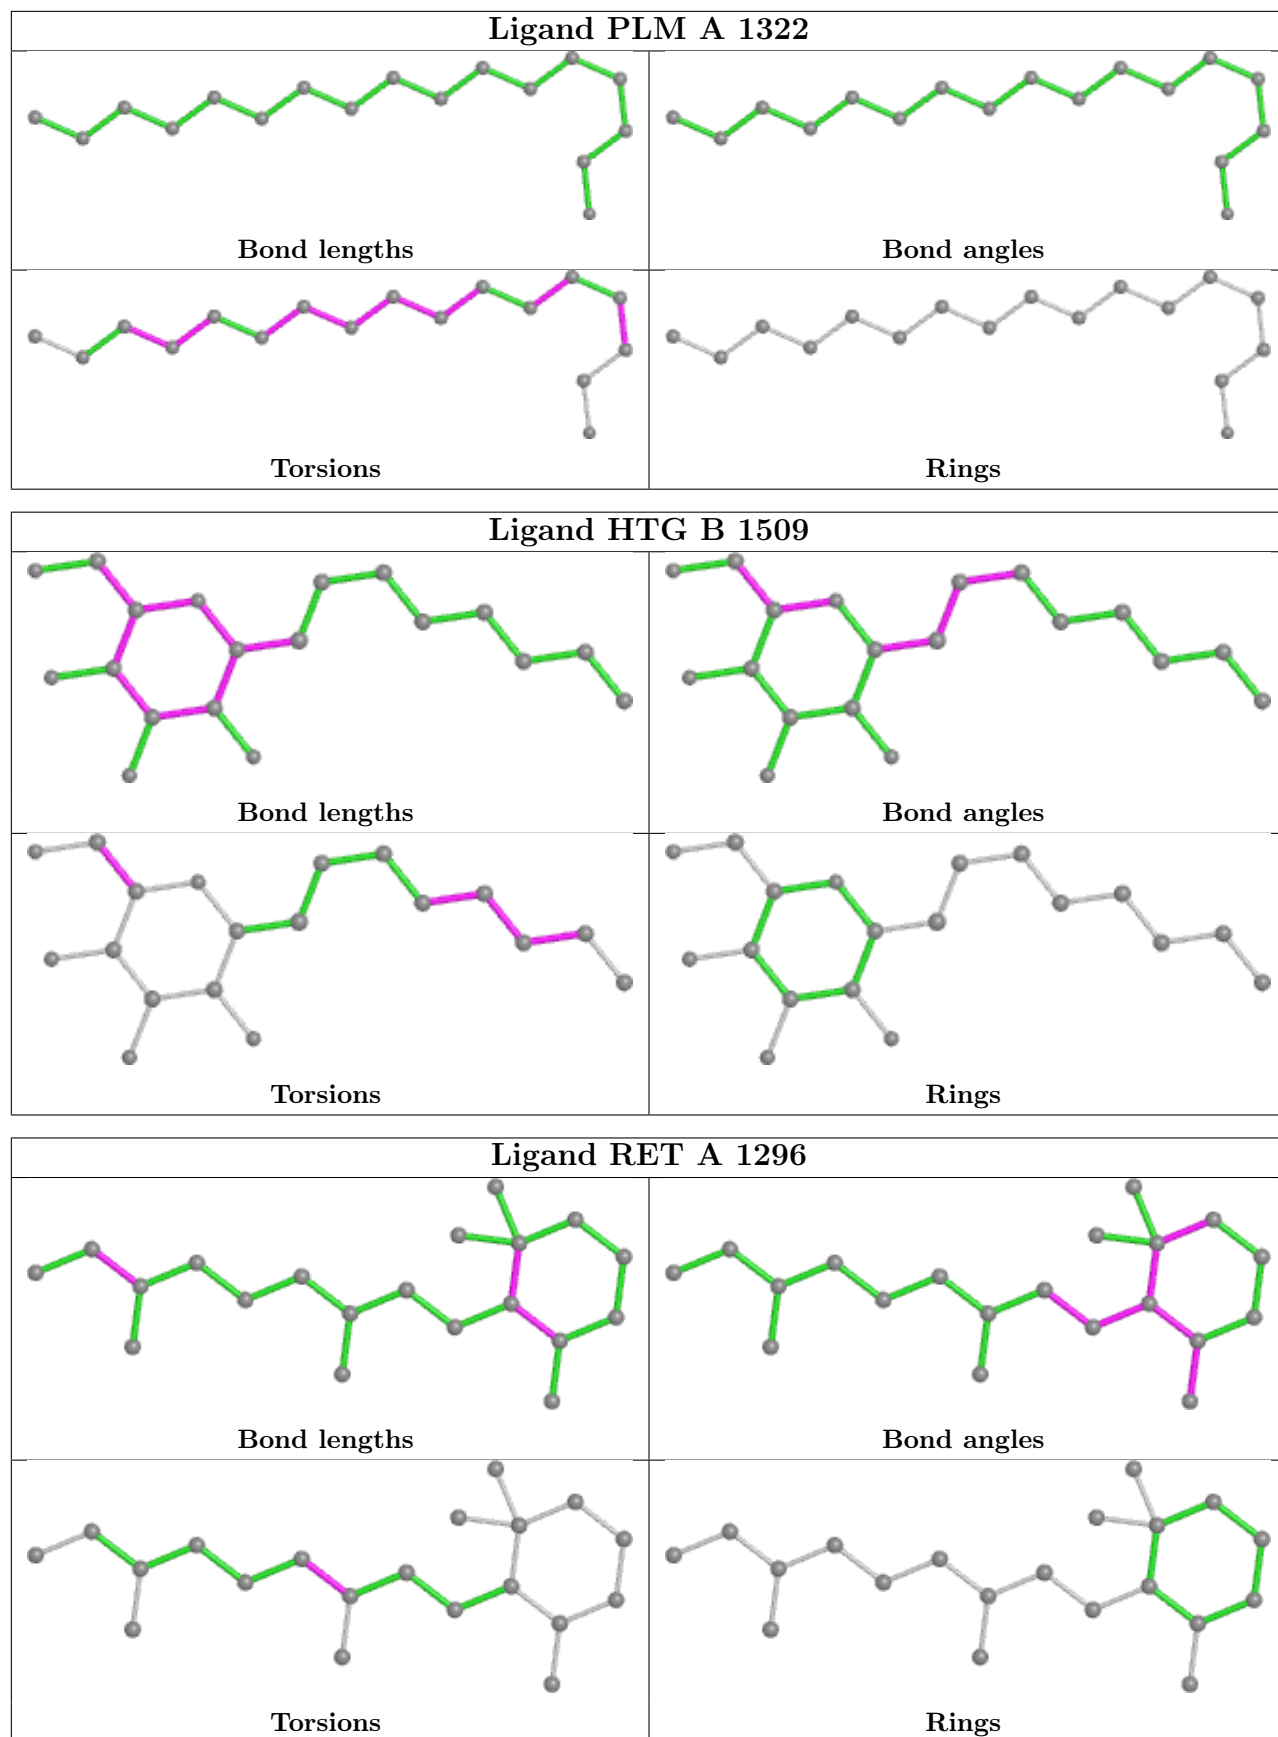 Ligand PLM A 1322
Bond lengths
Bond angles
Torsions
Rings
Ligand HTG B 1509
Bond lengths
Bond angles
Torsions
Rings
Ligand RET A 1296
Bond lengths
Bond angles
Torsions
Rings